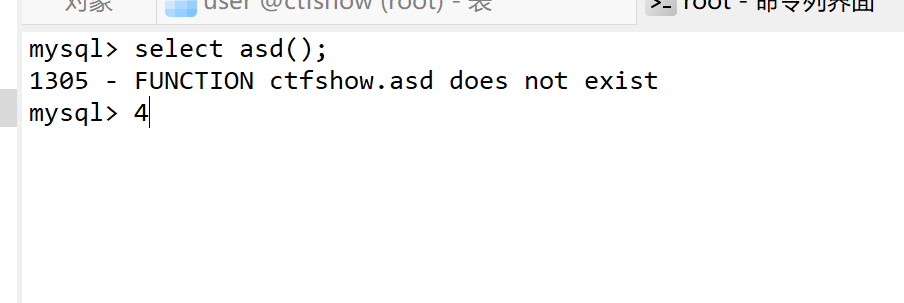 对象
user @ctfshow (root) - 表
root - 命令列界面
mysql> select asd();
1305 - FUNCTION ctfshow.asd does not exist
mysql> 4